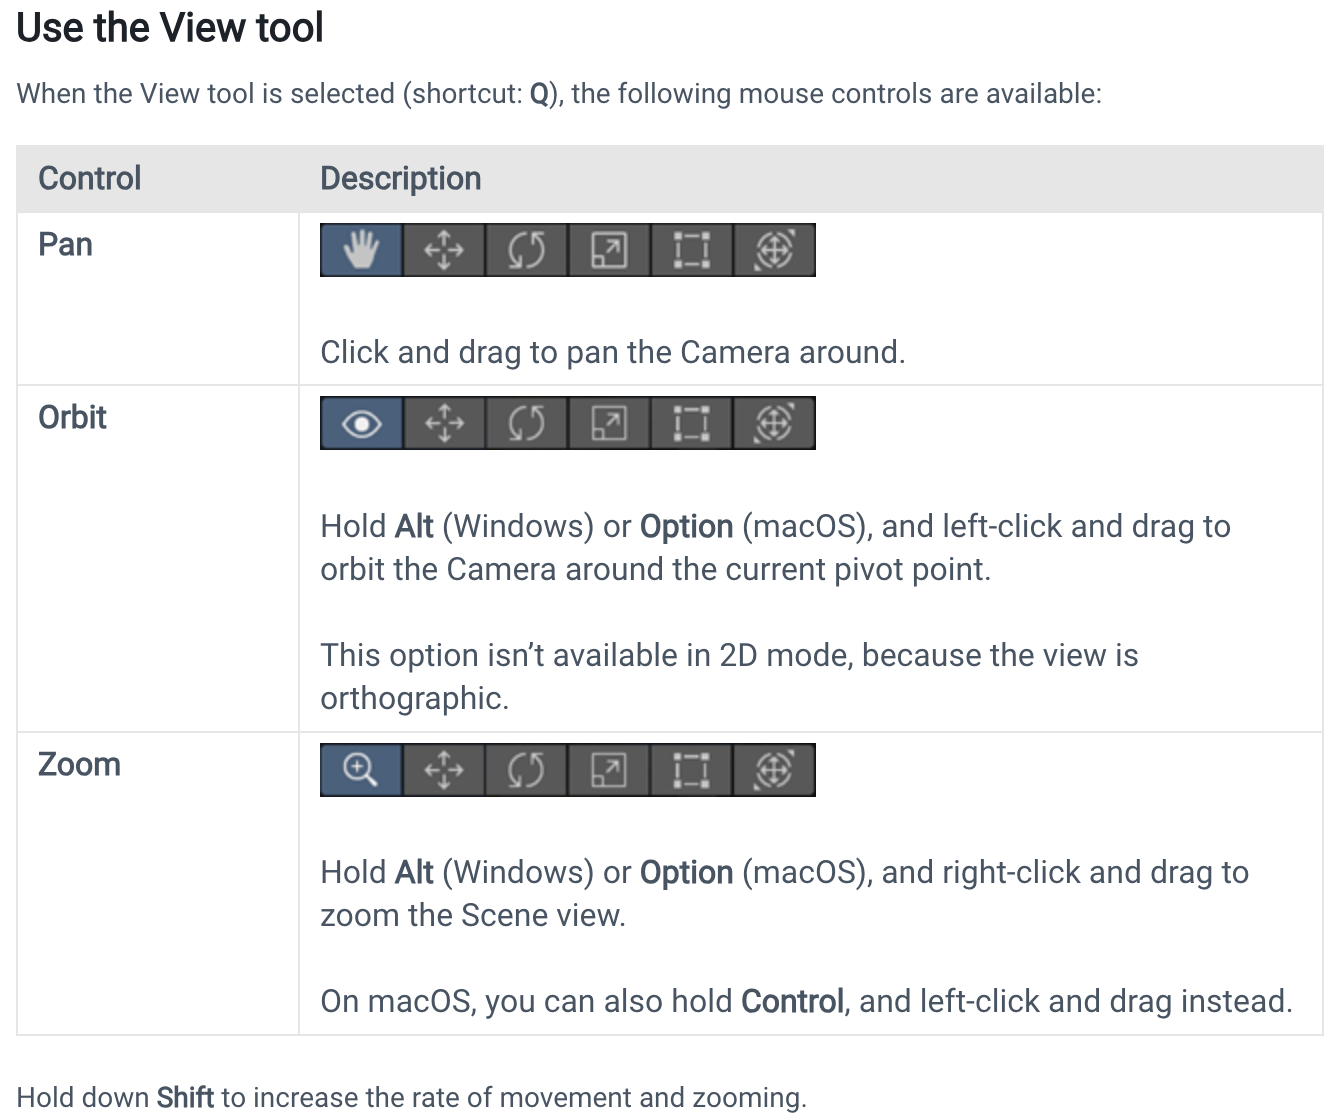 Use the View tool
When the View tool is selected (shortcut: Q), the following mouse controls are available:
Control Description
Pan
Click and drag to pan the Camera around.
Orbit
Hold Alt (Windows) or Option (macOS), and left-click and drag to
orbit the Camera around the current pivot point.
This option isn’t available in 2D mode, because the view is
orthographic.
Zoom
Hold Alt (Windows) or Option (macOS), and right-click and drag to
zoom the Scene view.
On macOS, you can also hold Control, and left-click and drag instead.
Hold down Shift to increase the rate of movement and zooming.